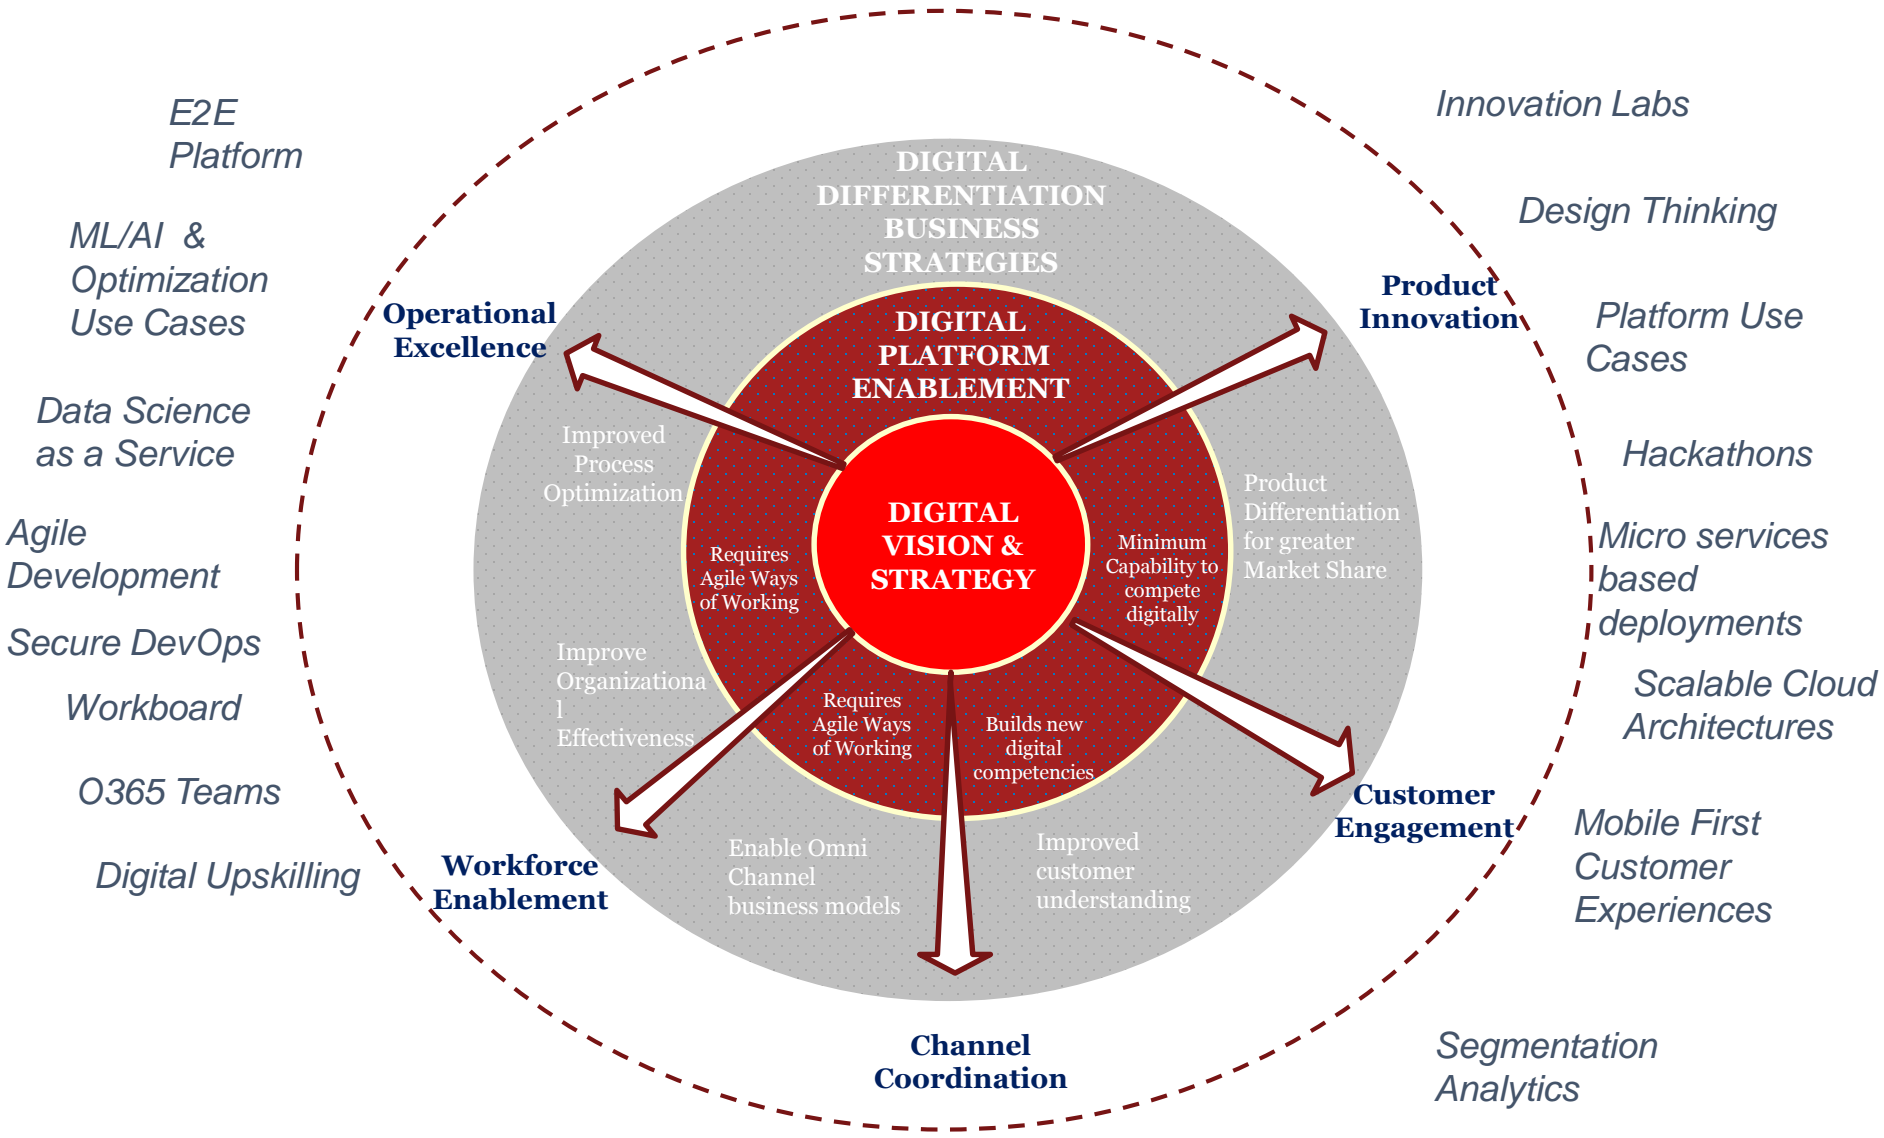 E2E
Platform
ML/AI  &
Optimization
Use Cases
Data Science
as a Service
Agile
Development
Secure DevOps
Workboard
O365 Teams
Digital Upskilling
DIGITAL
DIFFERENTIATION
BUSINESS
STRATEGIES
DIGITAL
PLATFORM
ENABLEMENT
DIGITAL
VISION &
STRATEGY
Operational
Excellence
Product
Innovation
Customer
Engagement
Channel
Coordination
Workforce
Enablement
Improved
Process
Optimization
Improve
Organizationa
l
Effectiveness
Enable Omni
Channel
business models
Improved
customer
understanding
Product
Differentiation
for greater
Market Share
Requires
Agile Ways
of Working
Requires
Agile Ways
of Working
Builds new
digital
competencies
Minimum
Capability to
compete
digitally
Innovation Labs
Design Thinking
Platform Use
Cases
Hackathons
Micro services
based
deployments
Scalable Cloud
Architectures
Mobile First
Customer
Experiences
Segmentation
Analytics